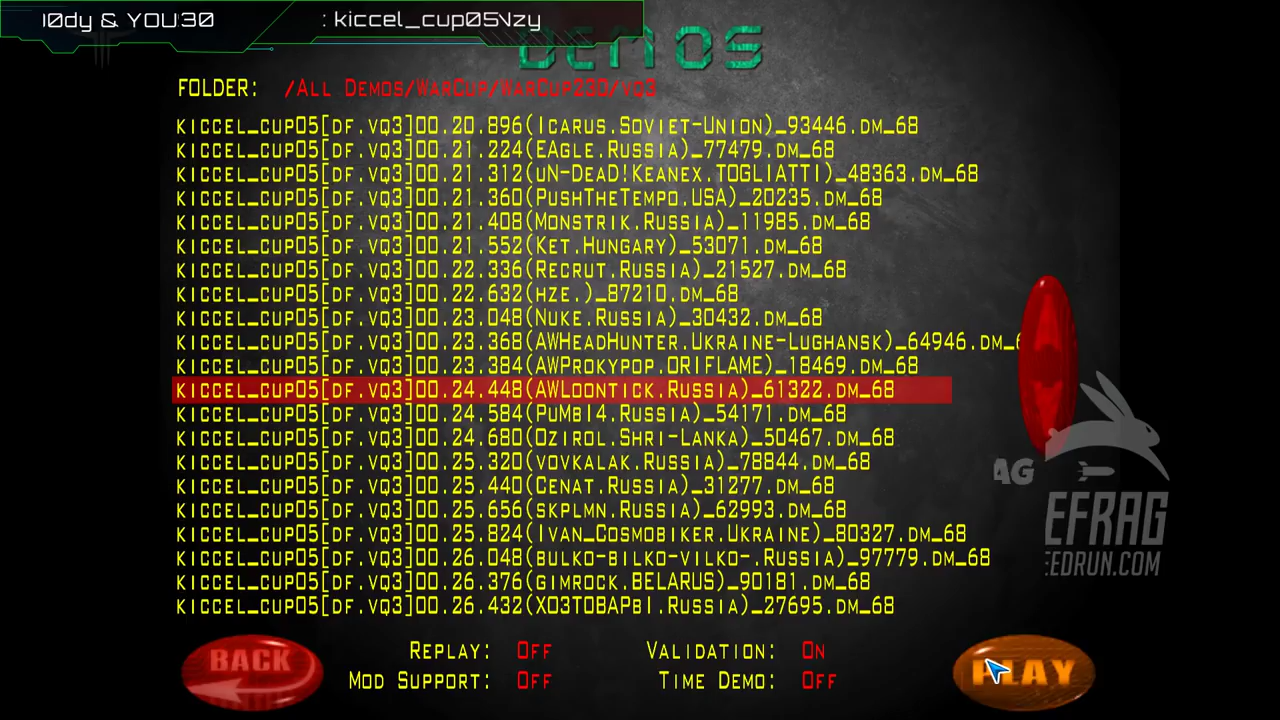 !0dy & YOU!30
: kiccel_cup05\/zy
DEMOS
FOLDER: /ALL DEMOS/WARCUP/WARCUP230/VQ3
KICCEL_CUP05[DF.VQ3]00.20.896(ICARUS.SOVIET-UNION)_93446.DM_68
KICCEL_CUP05[DF.VQ3]00.21.224(EAGLE.RUSSIA)_77479.DM_68
KICCEL_CUP05[DF.VQ3]00.21.312(UN-DEAD!KEANEX.TOGLIATTI)_48363.DM_68
KICCEL_CUP05[DF.VQ3]00.21.360(PUSHTHETEMPO.USA)_20235.DM_68
KICCEL_CUP05[DF.VQ3]00.21.408(MONSTRIK.RUSSIA)_11985.DM_68
KICCEL_CUP05[DF.VQ3]00.21.552(KET.HUNGARY)_53071.DM_68
KICCEL_CUP05[DF.VQ3]00.22.336(RECRUT.RUSSIA)_21527.DM_68
KICCEL_CUP05[DF.VQ3]00.22.632(HZE.)_87210.DM_68
KICCEL_CUP05[DF.VQ3]00.23.048(NUKE.RUSSIA)_30432.DM_68
KICCEL_CUP05[DF.VQ3]00.23.368(AWHEADHUNTER.UKRAINE-LUGHANSK)_64946.DM_6
KICCEL_CUP05[DF.VQ3]00.23.384(AWPROKYPOP.ORIFLAME)_18469.DM_68
KICCEL_CUP05[DF.VQ3]00.24.448(AWLOONTICK.RUSSIA)_61322.DM_68
KICCEL_CUP05[DF.VQ3]00.24.584(PUMBI4.RUSSIA)_54171.DM_68
KICCEL_CUP05[DF.VQ3]00.24.680(OZIROL.SHRI-LANKA)_50467.DM_68
KICCEL_CUP05[DF.VQ3]00.25.320(VOVKALAK.RUSSIA)_78844.DM_68
KICCEL_CUP05[DF.VQ3]00.25.440(CENAT.RUSSIA)_31277.DM_68
KICCEL_CUP05[DF.VQ3]00.25.656(SKPLMN.RUSSIA)_62993.DM_68
KICCEL_CUP05[DF.VQ3]00.25.824(IVAN_COSMOBIKER.UKRAINE)_80327.DM_68
KICCEL_CUP05[DF.VQ3]00.26.048(BULKO-BILKO-VILKO-.RUSSIA)_97779.DM_68
KICCEL_CUP05[DF.VQ3]00.26.376(GIMROCK.BELARUS)_90181.DM_68
KICCEL_CUP05[DF.VQ3]00.26.432(XO3TOBAPBI.RUSSIA)_27695.DM_68
AG
EFRAG
:EDRUN.COM
BACK
REPLAY: OFF
VALIDATION: ON
MOD SUPPORT: OFF
TIME DEMO: OFF
PLAY